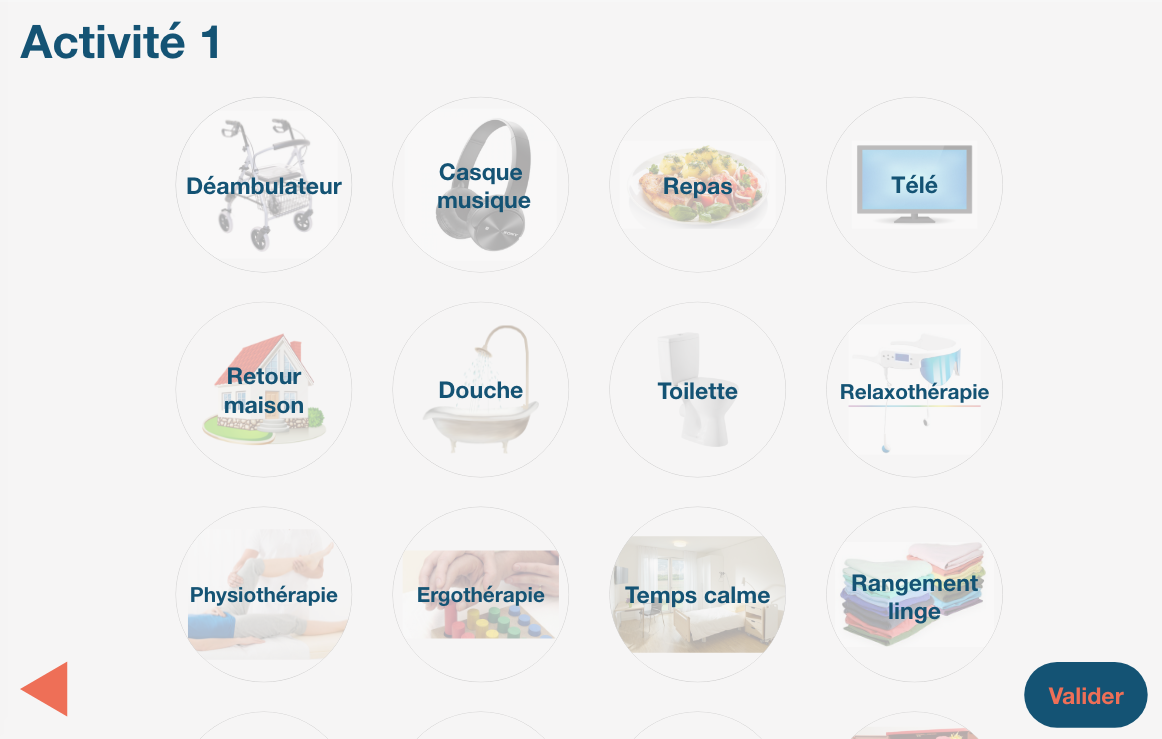 Activité 1
Déambulateur
Casque
musique
Repas
Télé
Retour
maison
Douche
Toilette
Relaxothérapie
Physiothérapie
Ergothérapie
Temps calme
Rangement
linge
Valider